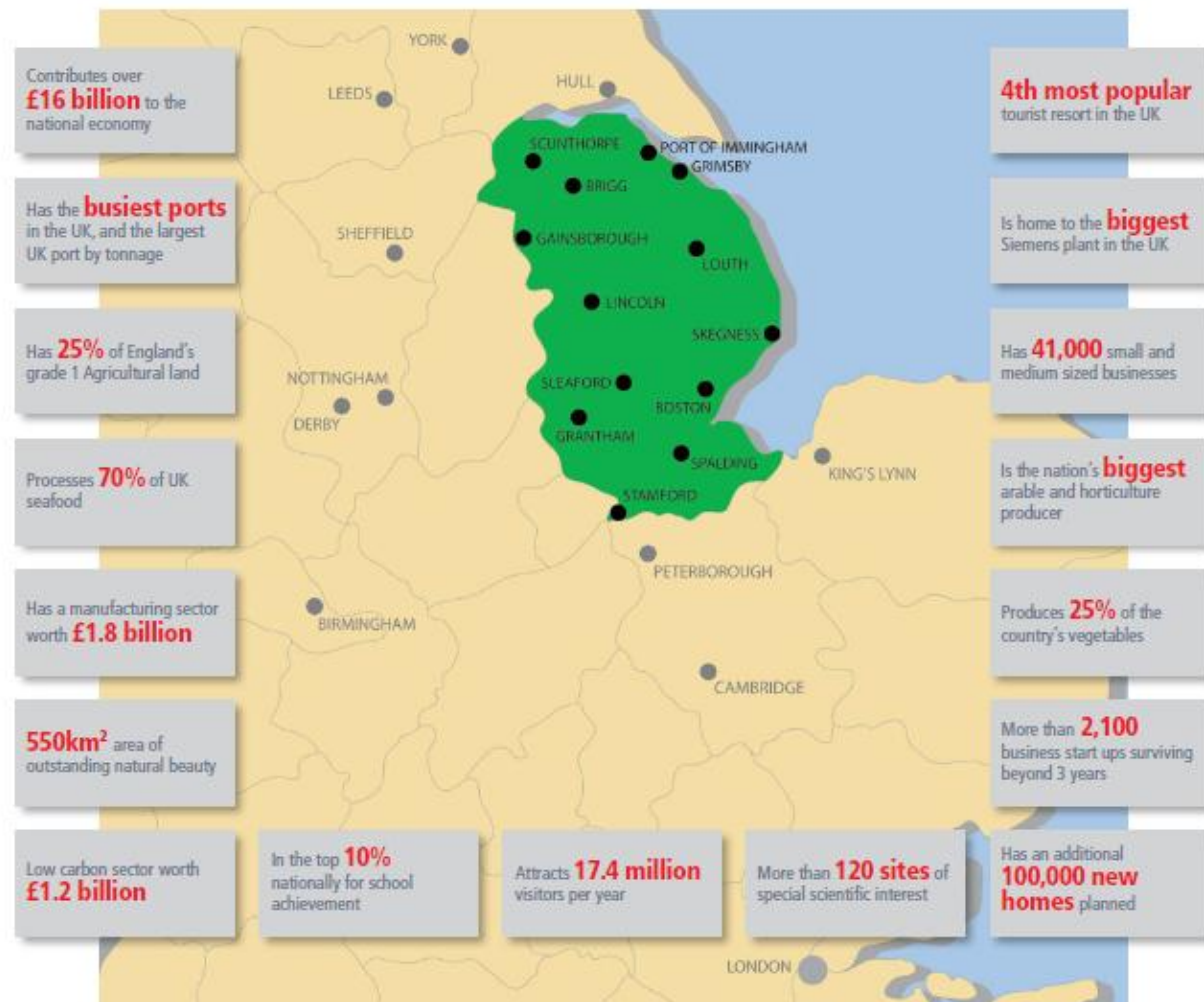 YORK
LEEDS
HULL
Contributes over
£16 billion to the
national economy
4th most popular
tourist resort in the UK
SCUNTHORPE
PORT OF IMMINGHAM
GRIMSBY
BRIGG
Has the busiest ports
in the UK, and the largest
UK port by tonnage
SHEFFIELD
GAINSBOROUGH
LOUTH
Is home to the biggest
Siemens plant in the UK
LINCOLN
SKEGNESS
Has 25% of England's
grade 1 Agricultural land
NOTTINGHAM
DERBY
SLEAFORD
BOSTON
GRANTHAM
Has 41,000 small and
medium sized businesses
Processes 70% of UK
seafood
SPALDING
KING'S LYNN
STAMFORD
Is the nation's biggest
arable and horticulture
producer
PETERBOROUGH
Has a manufacturing sector
worth £1.8 billion
BIRMINGHAM
Produces 25% of the
country's vegetables
CAMBRIDGE
550km² area of
outstanding natural beauty
More than 2,100
business start ups surviving
beyond 3 years
Low carbon sector worth
£1.2 billion
In the top 10%
nationally for school
achievement
Attracts 17.4 million
visitors per year
More than 120 sites of
special scientific interest
Has an additional
100,000 new
homes planned
LONDON